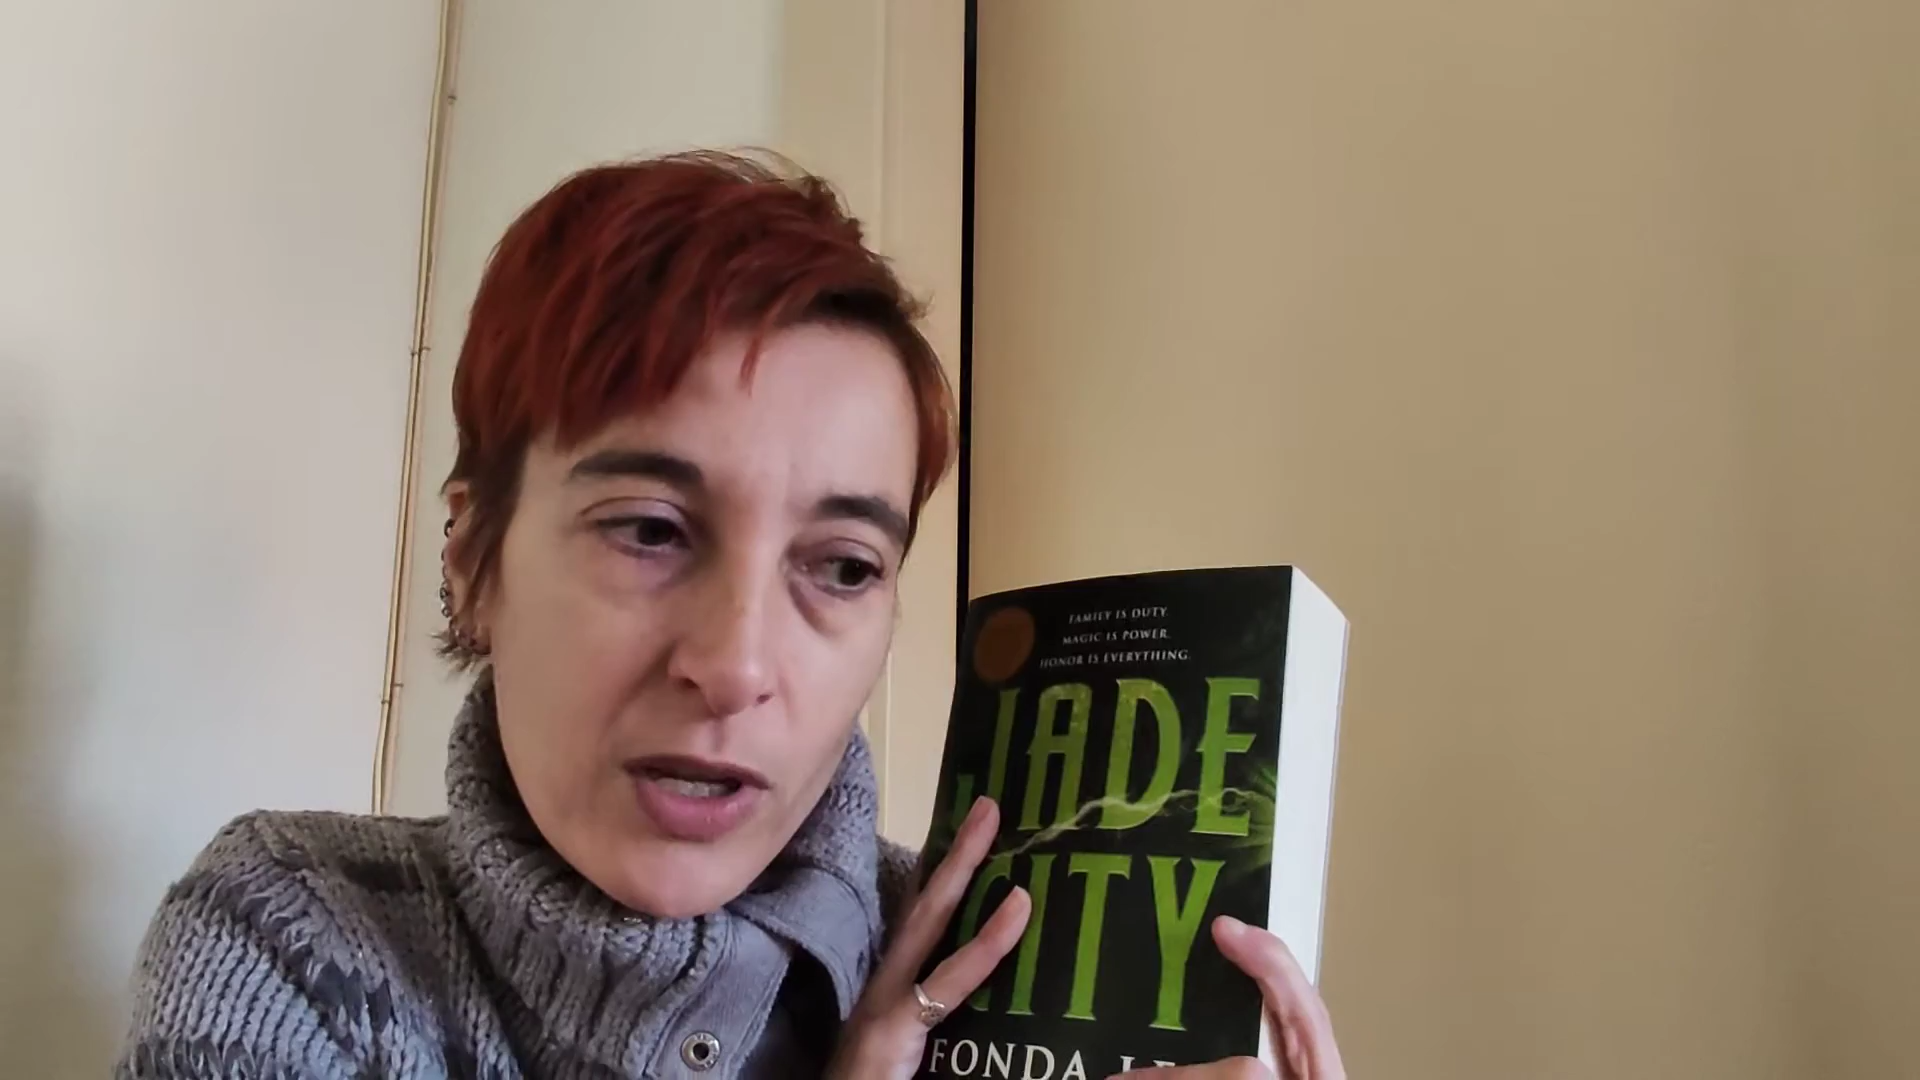 FAMILY IS DUTY.
MAGIC IS POWER.
HONOR IS EVERYTHING.
JADE
CITY
FONDA